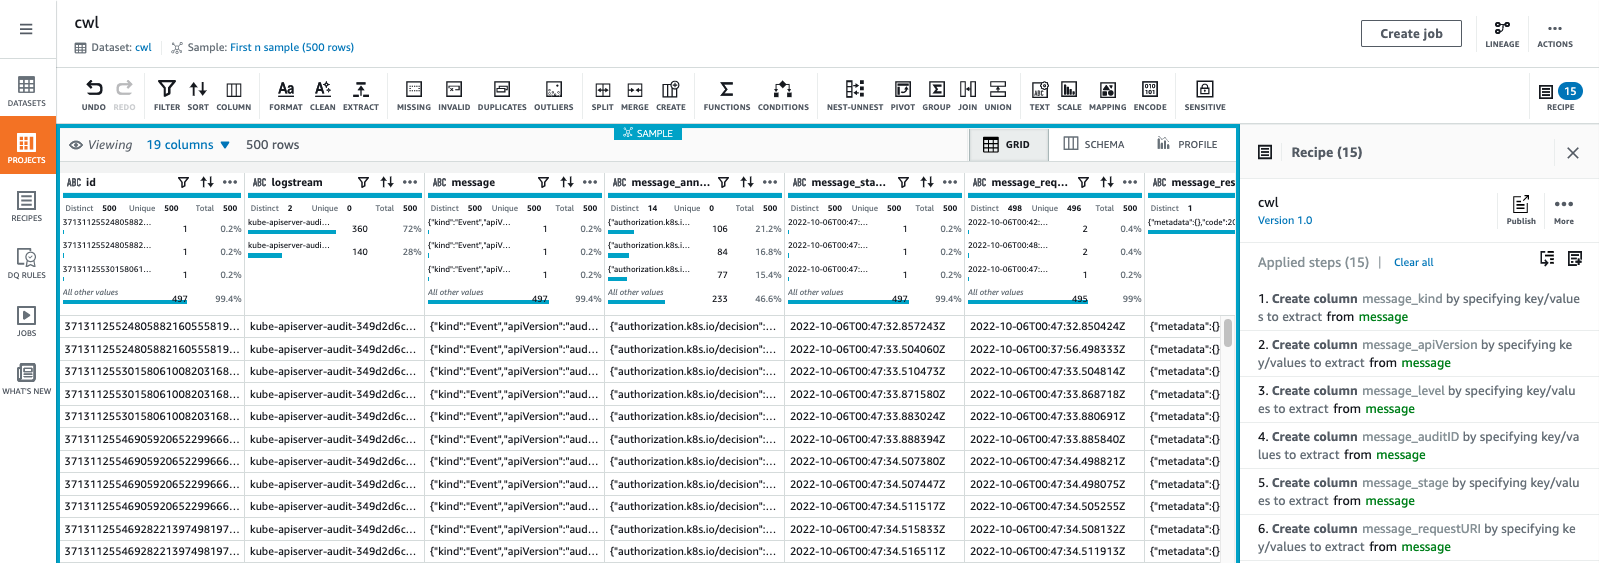 cwl
Dataset: cwl
Sample: First n sample (500 rows)
Create job
LINEAGE
ACTIONS
DATASETS
PROJECTS
RECIPES
DQ RULES
JOBS
WHAT'S NEW
UNDO
REDO
FILTER
SORT
COLUMN
FORMAT
CLEAN
EXTRACT
MISSING
INVALID
DUPLICATES
OUTLIERS
SPLIT
MERGE
CREATE
FUNCTIONS
CONDITIONS
NEST-UNNEST
PIVOT
GROUP
JOIN
UNION
TEXT
SCALE
MAPPING
ENCODE
SENSITIVE
15
RECIPE
SAMPLE
Viewing 19 columns 500 rows
GRID
SCHEMA
PROFILE
ABC id
ABC logstream
ABC message
ABC message_ann...
ABC message_sta...
ABC message_req...
ABC message_res
Distinct 500 Unique 500 Total 500
Distinct 2 Unique 0 Total 500
Distinct 500 Unique 500 Total 500
Distinct 14 Unique 0 Total 500
Distinct 500 Unique 500 Total 500
Distinct 498 Unique 496 Total 500
Distinct 1
37131125524805882... 1 0.2%
kube-apiserver-audi... 360 72%
{"kind":"Event","apiV... 1 0.2%
{"authorization.k8s.i... 106 21.2%
2022-10-06T00:47:... 1 0.2%
2022-10-06T00:42:... 2 0.4%
{"metadata":{},"code":20
37131125524805882... 1 0.2%
kube-apiserver-audi... 140 28%
{"kind":"Event","apiV... 1 0.2%
{"authorization.k8s.i... 84 16.8%
2022-10-06T00:47:... 1 0.2%
2022-10-06T00:48:... 2 0.4%
37131125530158061... 1 0.2%
{"kind":"Event","apiV... 1 0.2%
{"authorization.k8s.i... 77 15.4%
2022-10-06T00:47:... 1 0.2%
2022-10-06T00:47:... 1 0.2%
All other values 497 99.4%
All other values 497 99.4%
All other values 233 46.6%
All other values 497 99.4%
All other values 495 99%
37131125524805882160555819... kube-apiserver-audit-349d2d6c... {"kind":"Event","apiVersion":"aud... {"authorization.k8s.io/decision":... 2022-10-06T00:47:32.857243Z 2022-10-06T00:47:32.850424Z {"metadata":{}
37131125524805882160555819... kube-apiserver-audit-349d2d6c... {"kind":"Event","apiVersion":"aud... {"authorization.k8s.io/decision":... 2022-10-06T00:47:33.504060Z 2022-10-06T00:37:56.498333Z {"metadata":{}
37131125530158061008203168... kube-apiserver-audit-349d2d6c... {"kind":"Event","apiVersion":"aud... {"authorization.k8s.io/decision":... 2022-10-06T00:47:33.510473Z 2022-10-06T00:47:33.504814Z {"metadata":{}
37131125530158061008203168... kube-apiserver-audit-349d2d6c... {"kind":"Event","apiVersion":"aud... {"authorization.k8s.io/decision":... 2022-10-06T00:47:33.871580Z 2022-10-06T00:47:33.868718Z {"metadata":{}
37131125530158061008203168... kube-apiserver-audit-349d2d6c... {"kind":"Event","apiVersion":"aud... {"authorization.k8s.io/decision":... 2022-10-06T00:47:33.883024Z 2022-10-06T00:47:33.880691Z {"metadata":{}
37131125546905920652299666... kube-apiserver-audit-349d2d6c... {"kind":"Event","apiVersion":"aud... {"authorization.k8s.io/decision":... 2022-10-06T00:47:33.888394Z 2022-10-06T00:47:33.885840Z {"metadata":{}
37131125546905920652299666... kube-apiserver-audit-349d2d6c... {"kind":"Event","apiVersion":"aud... {"authorization.k8s.io/decision":... 2022-10-06T00:47:34.507380Z 2022-10-06T00:47:34.498821Z {"metadata":{}
37131125546905920652299666... kube-apiserver-audit-349d2d6c... {"kind":"Event","apiVersion":"aud... {"authorization.k8s.io/decision":... 2022-10-06T00:47:34.507447Z 2022-10-06T00:47:34.498075Z {"metadata":{}
37131125546905920652299666... kube-apiserver-audit-349d2d6c... {"kind":"Event","apiVersion":"aud... {"authorization.k8s.io/decision":... 2022-10-06T00:47:34.511517Z 2022-10-06T00:47:34.505255Z {"metadata":{}
37131125546928221397498197... kube-apiserver-audit-349d2d6c... {"kind":"Event","apiVersion":"aud... {"authorization.k8s.io/decision":... 2022-10-06T00:47:34.515833Z 2022-10-06T00:47:34.508132Z {"metadata":{}
37131125546928221397498197... kube-apiserver-audit-349d2d6c... {"kind":"Event","apiVersion":"aud... {"authorization.k8s.io/decision":... 2022-10-06T00:47:34.516511Z 2022-10-06T00:47:34.511913Z {"metadata":{}
Recipe (15)
cwl
Version 1.0
Publish
More
Applied steps (15) | Clear all
1. Create column message_kind by specifying key/value
s to extract from message
2. Create column message_apiVersion by specifying ke
y/values to extract from message
3. Create column message_level by specifying key/valu
es to extract from message
4. Create column message_auditID by specifying key/va
lues to extract from message
5. Create column message_stage by specifying key/valu
es to extract from message
6. Create column message_requestURI by specifying ke
y/values to extract from message